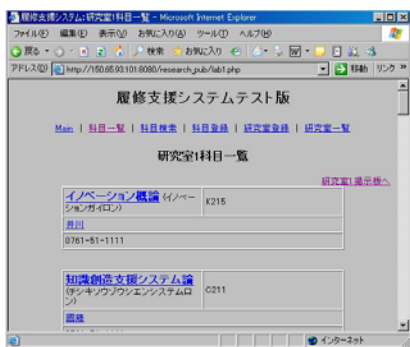 履修支援システム:研究室1科目一覧 - Microsoft Internet Explorer
ファイル(F) 編集(E) 表示(V) お気に入り(A) ツール(T) ヘルプ(H)
戻る 検索 お気に入り
アドレス(D) http://150.65.93.101:8080/research_pub/lab1.php 移動 リンク
履修支援システムテスト版
Main | 科目一覧 | 科目検索 | 科目登録 | 研究室登録 | 研究室一覧
研究室1科目一覧
研究室1掲示板へ
イノベーション概論 (イノベーションガイロン) K215
井川
0761-51-1111
知識創造支援システム論 (チシキソウゾウシエンシステムロン) C211
國藤
インターネット